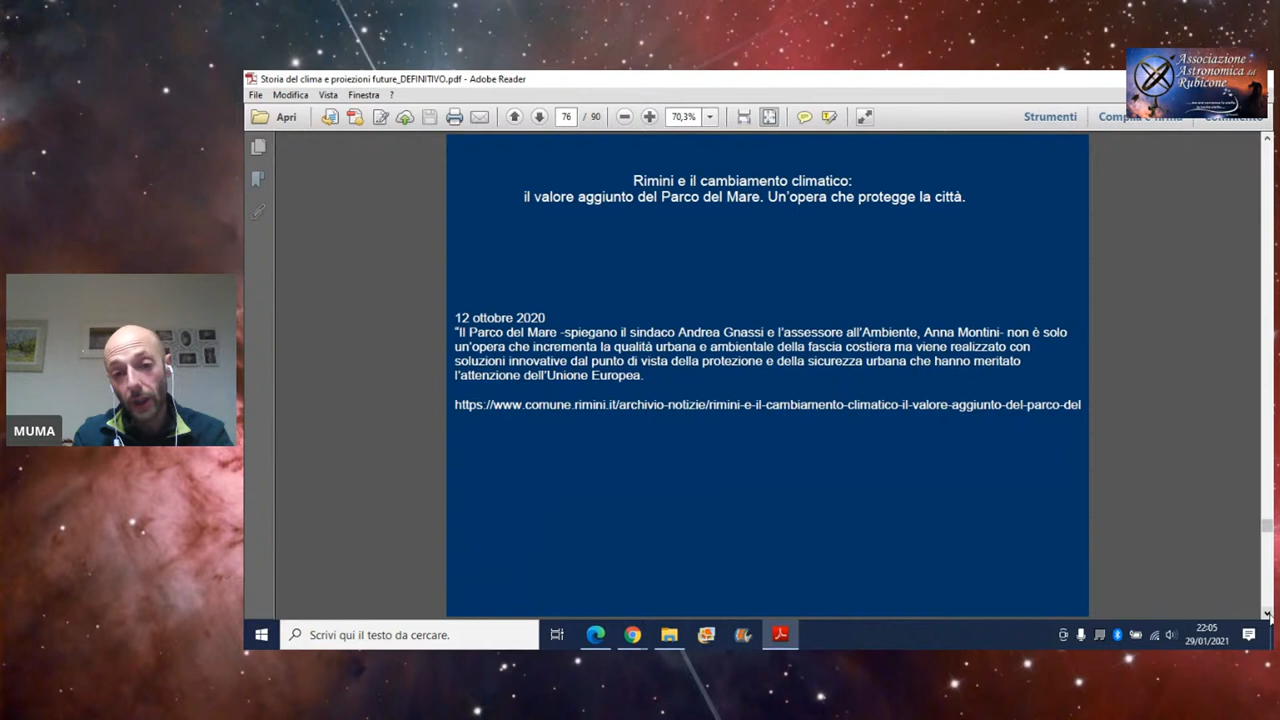 Associazione
Astronomica del
Rubicone
Storia del clima e proiezioni future_DEFINITIVO.pdf - Adobe Reader
File Modifica Vista Finestra ?
Apri 76 / 90 70,3% Strumenti
Rimini e il cambiamento climatico:
il valore aggiunto del Parco del Mare. Un'opera che protegge la città.
12 ottobre 2020
“Il Parco del Mare -spiegano il sindaco Andrea Gnassi e l'assessore all'Ambiente, Anna Montini- non è solo
un'opera che incrementa la qualità urbana e ambientale della fascia costiera ma viene realizzato con
soluzioni innovative dal punto di vista della protezione e della sicurezza urbana che hanno meritato
l'attenzione dell'Unione Europea.
https://www.comune.rimini.it/archivio-notizie/rimini-e-il-cambiamento-climatico-il-valore-aggiunto-del-parco-del
MUMA
Scrivi qui il testo da cercare.
22:05
29/01/2021